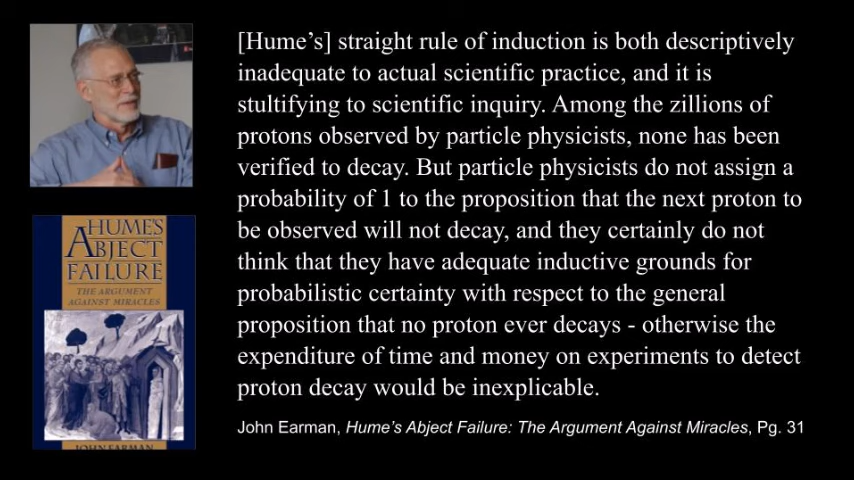 [Hume’s] straight rule of induction is both descriptively
inadequate to actual scientific practice, and it is
stultifying to scientific inquiry. Among the zillions of
protons observed by particle physicists, none has been
verified to decay. But particle physicists do not assign a
probability of 1 to the proposition that the next proton to
be observed will not decay, and they certainly do not
think that they have adequate inductive grounds for
probabilistic certainty with respect to the general
proposition that no proton ever decays - otherwise the
expenditure of time and money on experiments to detect
proton decay would be inexplicable.
John Earman, Hume’s Abject Failure: The Argument Against Miracles, Pg. 31
HUME'S
ABJECT
FAILURE
THE ARGUMENT
AGAINST MIRACLES
JOHN EARMAN